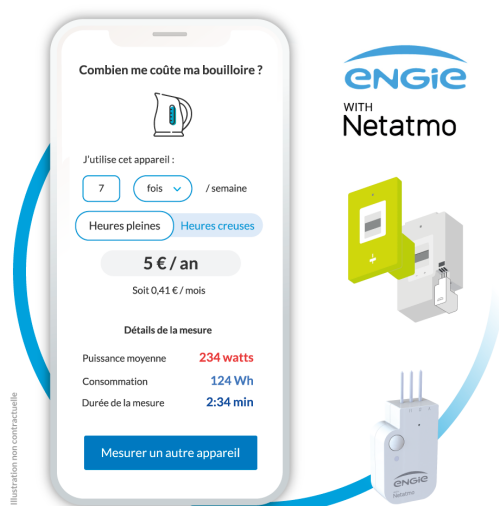 Combien me coûte ma bouilloire ?
J'utilise cet appareil :
7 fois / semaine
Heures pleines Heures creuses
5 € / an
Soit 0,41 € / mois
Détails de la mesure
Puissance moyenne 234 watts
Consommation 124 Wh
Durée de la mesure 2:34 min
Mesurer un autre appareil
Illustration non contractuelle
ENGIE
WITH
Netatmo
ENGIE
Netatmo